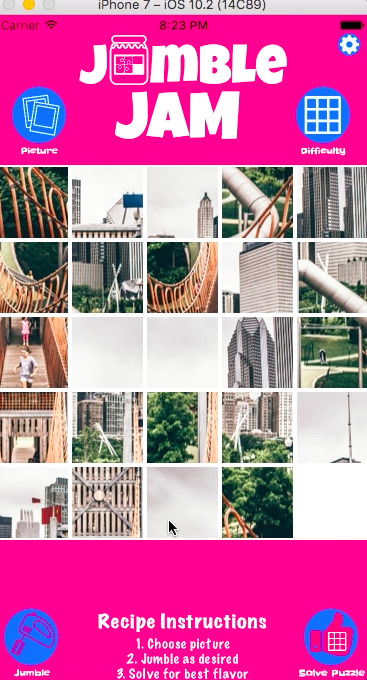 iPhone 7 – iOS 10.2 (14C89)
Carrier 8:23 PM
Jumble
JAM
Picture
Difficulty
Recipe Instructions
1. Choose picture
2. Jumble as desired
3. Solve for best flavor
Jumble
Solve Puzzle